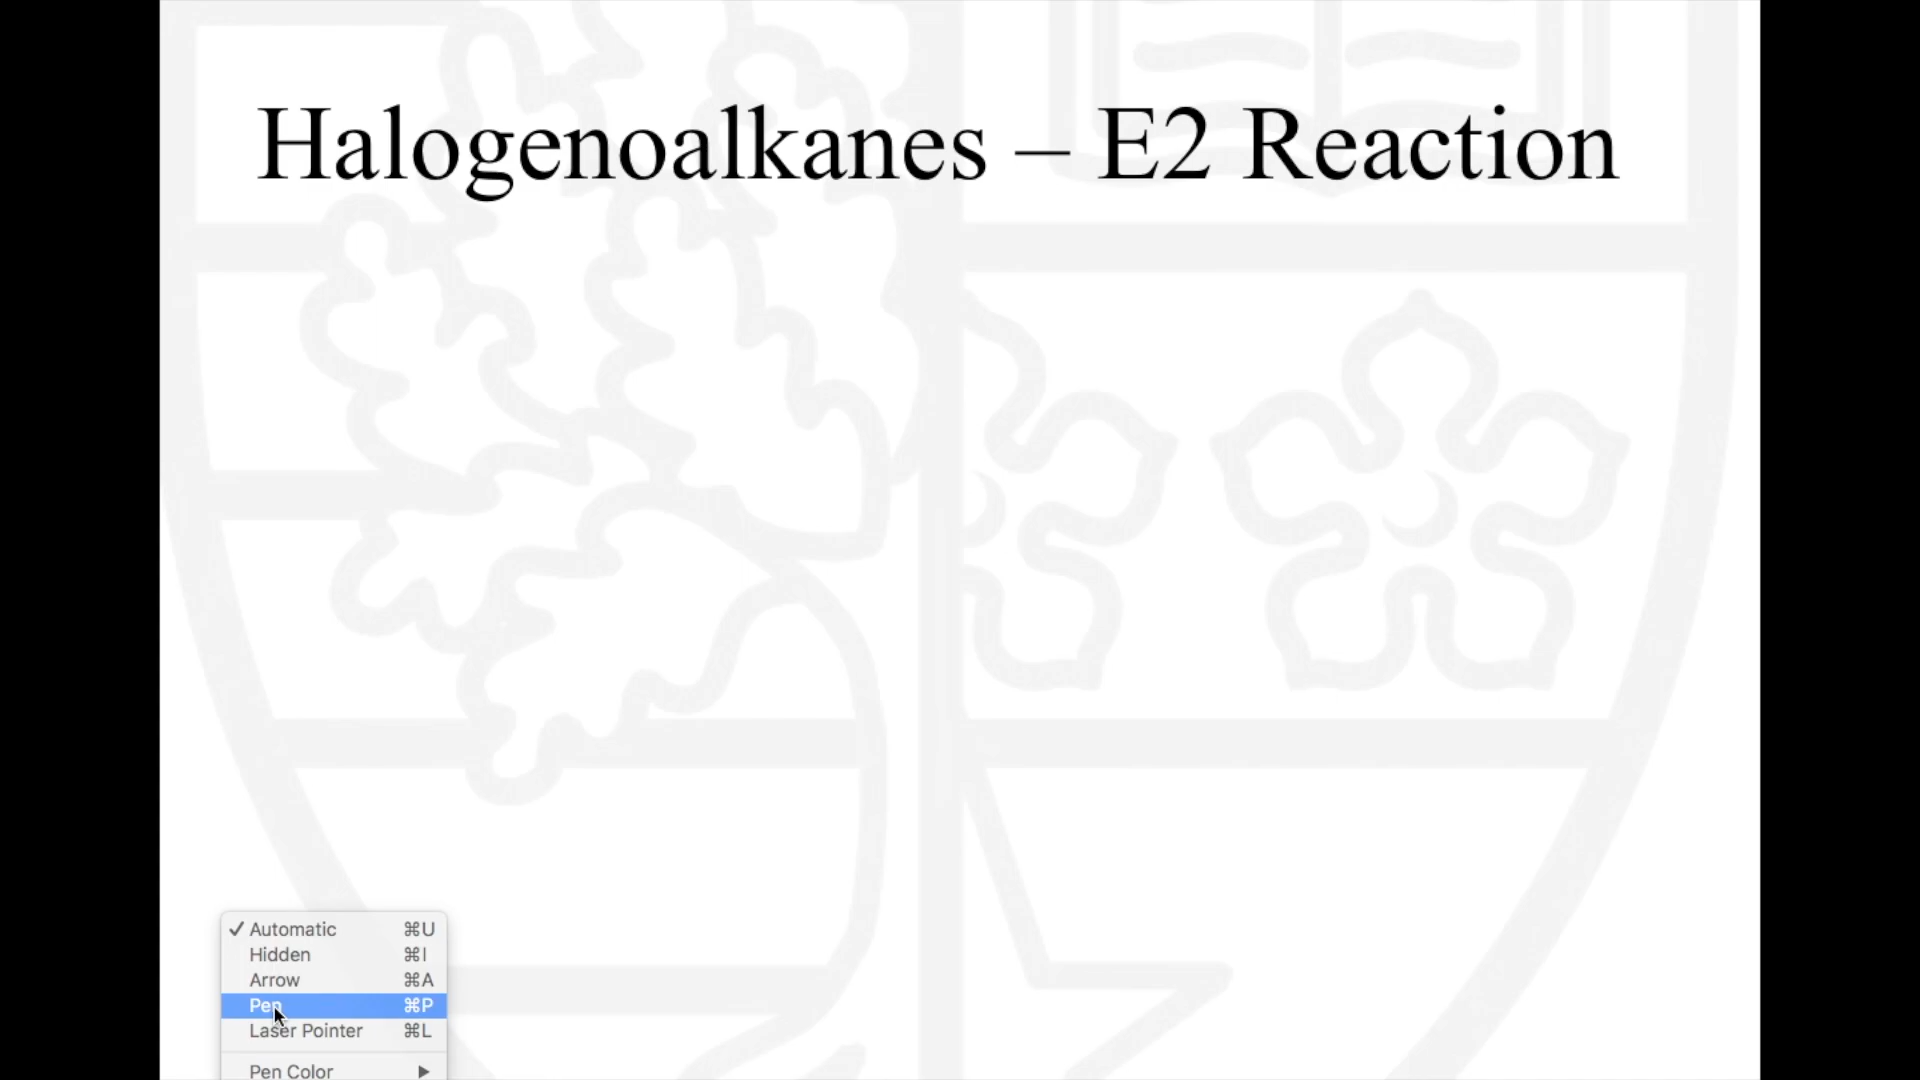 Halogenoalkanes – E2 Reaction
✓ Automatic ⌘U
Hidden ⌘I
Arrow ⌘A
Pen ⌘P
Laser Pointer ⌘L
Pen Color ▶